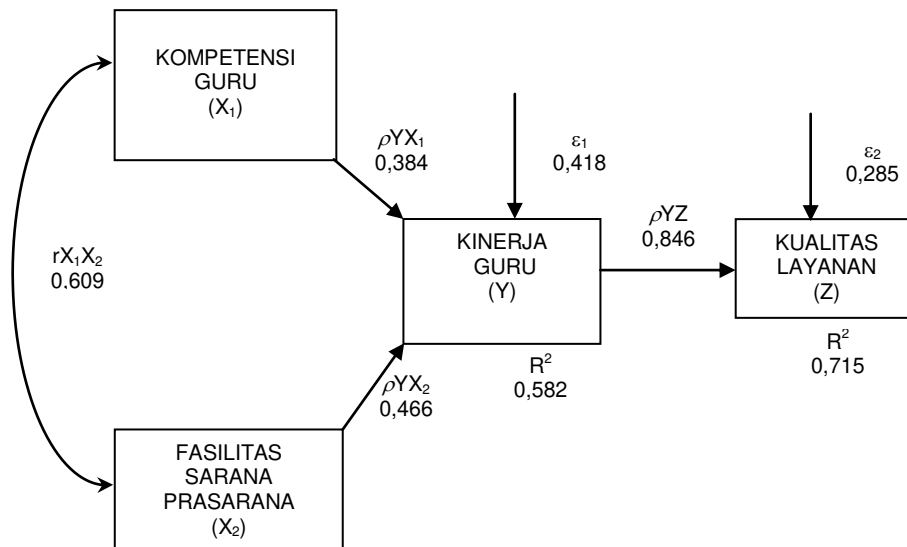 KOMPETENSI
GURU
(X₁)
ρYX₁
0,384
ε₁
0,418
ε₂
0,285
rX₁X₂
0.609
KINERJA
GURU
(Y)
ρYZ
0,846
KUALITAS
LAYANAN
(Z)
R²
0,582
R²
0,715
ρYX₂
0,466
FASILITAS
SARANA
PRASARANA
(X₂)